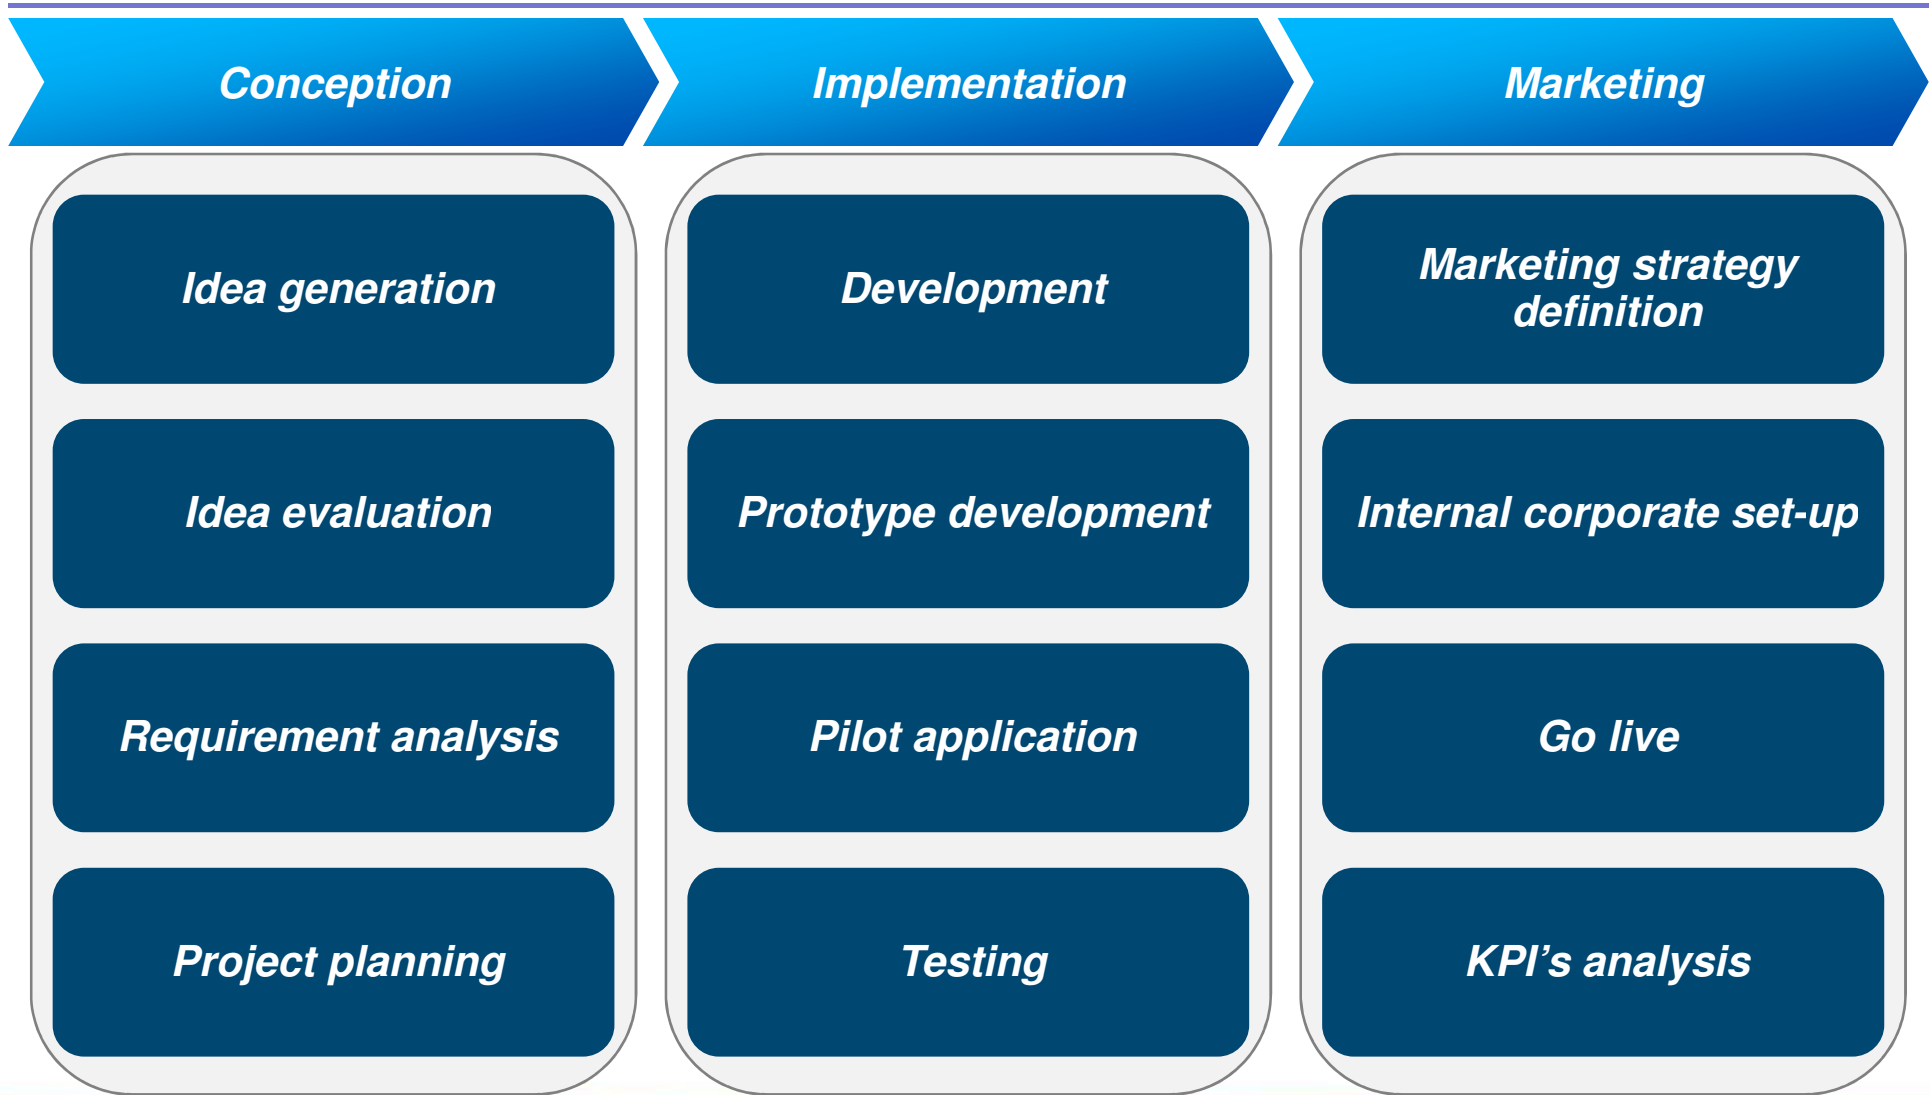 Conception
Implementation
Marketing
Idea generation
Idea evaluation
Requirement analysis
Project planning
Development
Prototype development
Pilot application
Testing
Marketing strategy
definition
Internal corporate set-up
Go live
KPI’s analysis